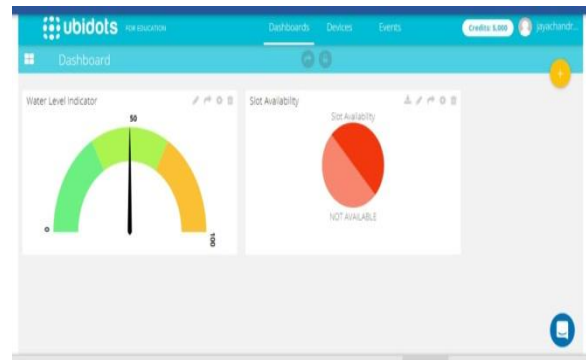 ubidots FOR EDUCATION
Dashboards Devices Events
Credits: 5,000
jayachandr...
Dashboard
Water Level Indicator
50
0
100
Slot Availability
Slot Availability
NOT AVAILABLE